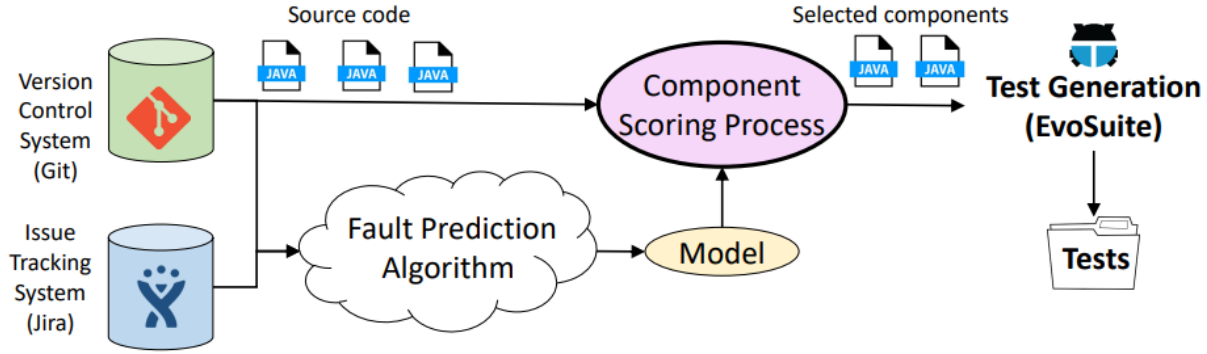 Source code
Selected components
JAVA
JAVA
JAVA
JAVA
JAVA
Version
Control
System
(Git)
Component
Scoring Process
Test Generation
(EvoSuite)
Issue
Tracking
System
(Jira)
Fault Prediction
Algorithm
Model
Tests